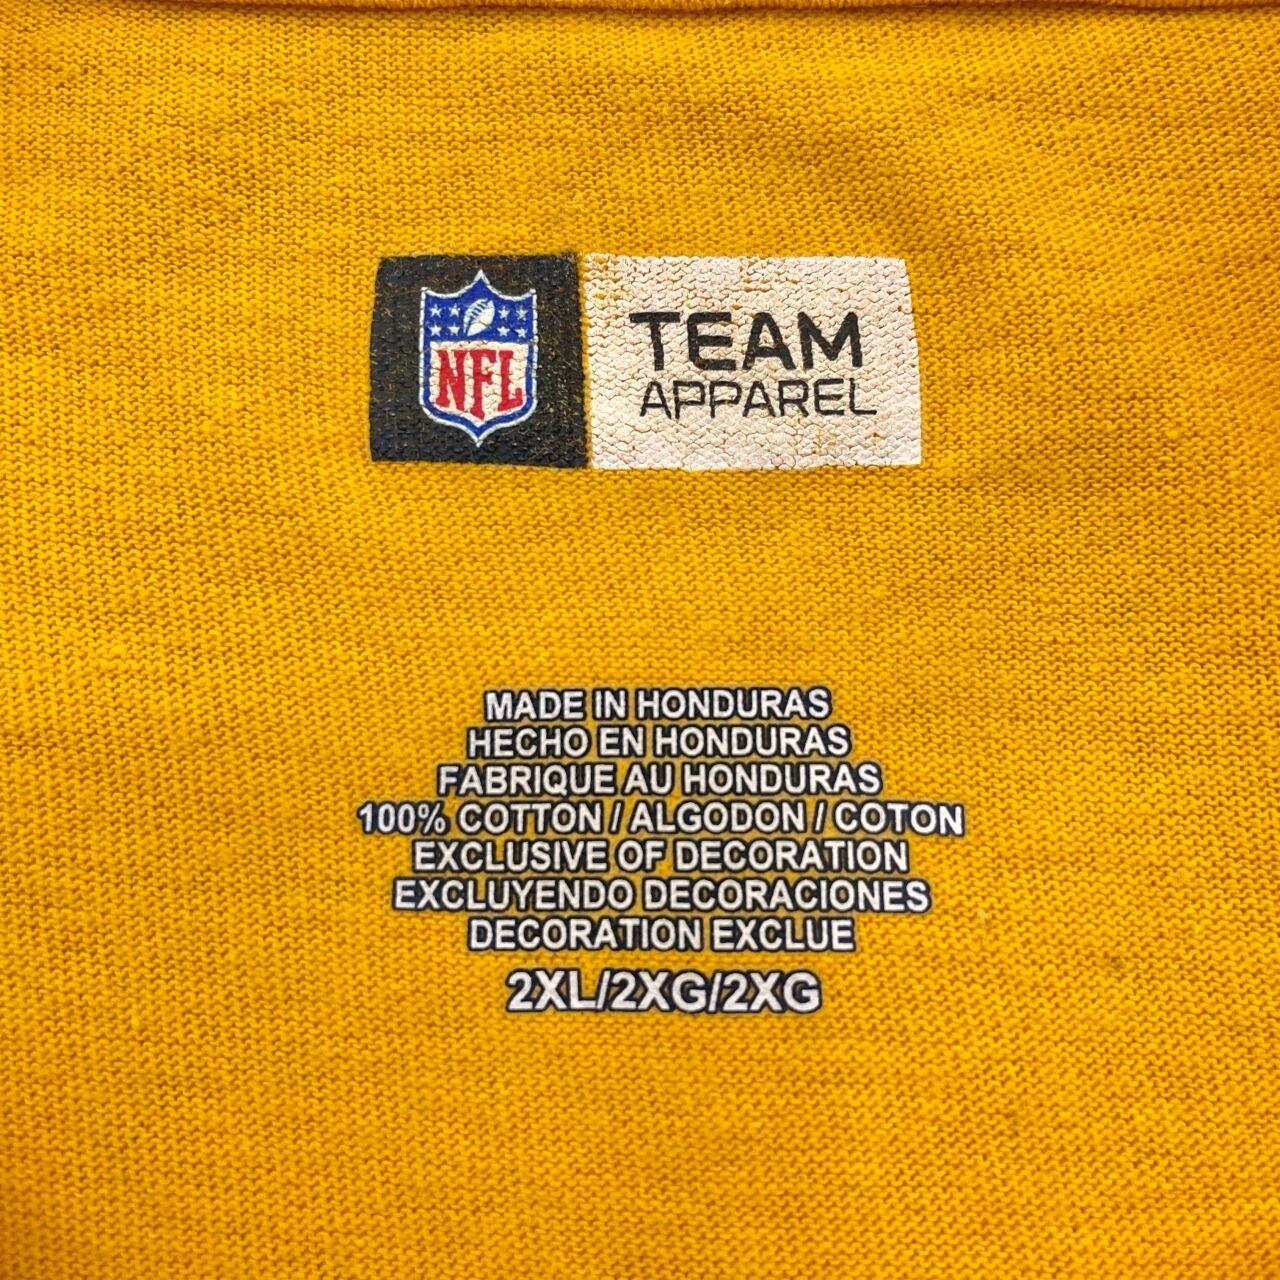 NFL
TEAM
APPAREL
MADE IN HONDURAS
HECHO EN HONDURAS
FABRIQUE AU HONDURAS
100% COTTON / ALGODON / COTON
EXCLUSIVE OF DECORATION
EXCLUYENDO DECORACIONES
DECORATION EXCLUE
2XL/2XG/2XG